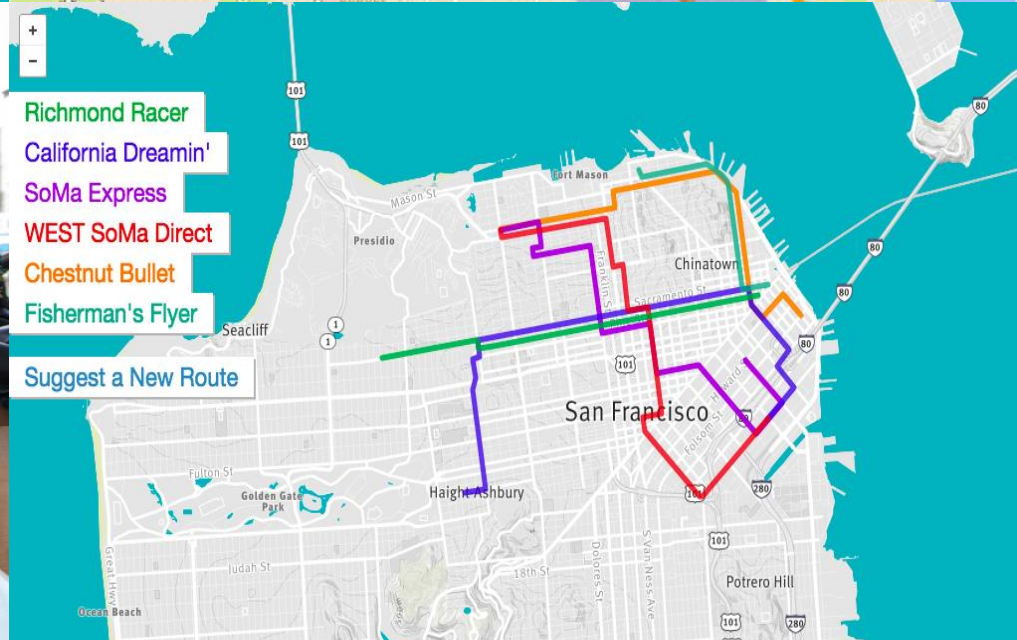 +
−
Richmond Racer
California Dreamin'
SoMa Express
WEST SoMa Direct
Chestnut Bullet
Fisherman's Flyer
Suggest a New Route
101
101
80
80
80
80
Mason St
Fort Mason
Presidio
Franklin St
Chinatown
Sacramento St
Seacliff
1
1
101
Howard
San Francisco
Folsom St
Fulton St
Golden Gate
Park
Haight Ashbury
101
280
101
Great Hwy
Judah St
18th St
Dolores St
S Van Ness Ave
Potrero Hill
Ocean Beach
101
280